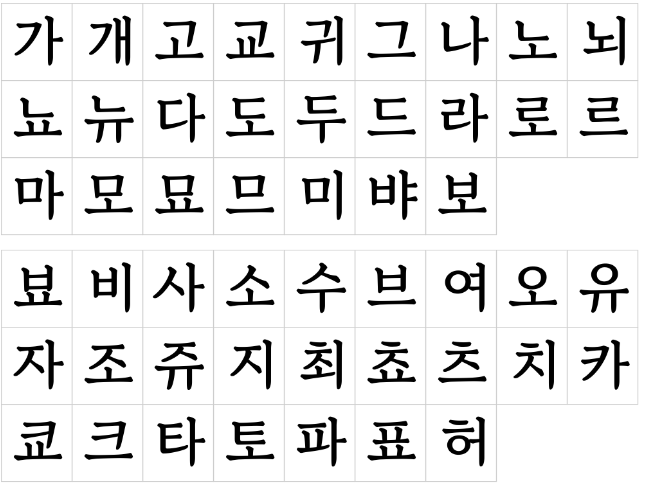 가 개 고 교 귀 그 나 노 뇌
뇨 뉴 다 도 두 드 라 로 르
마 모 묘 므 미 뱌 보
뵤 비 사 소 수 브 여 오 유
자 조 쥬 지 최 쵸 츠 치 카
쿄 크 타 토 파 표 허